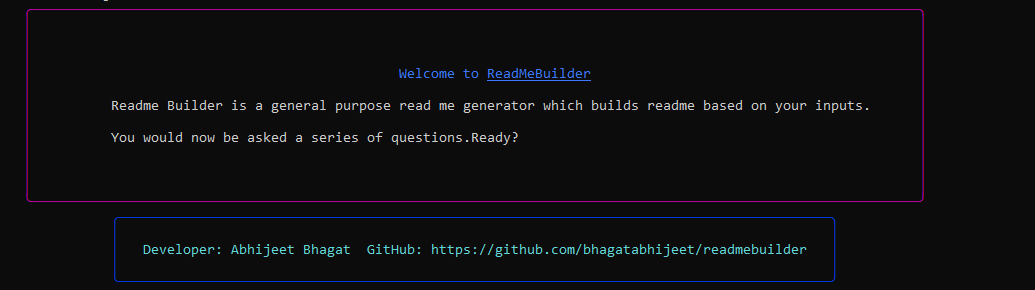 Welcome to ReadMeBuilder
Readme Builder is a general purpose read me generator which builds readme based on your inputs.
You would now be asked a series of questions.Ready?
Developer: Abhijeet Bhagat  GitHub: https://github.com/bhagatabhijeet/readmebuilder